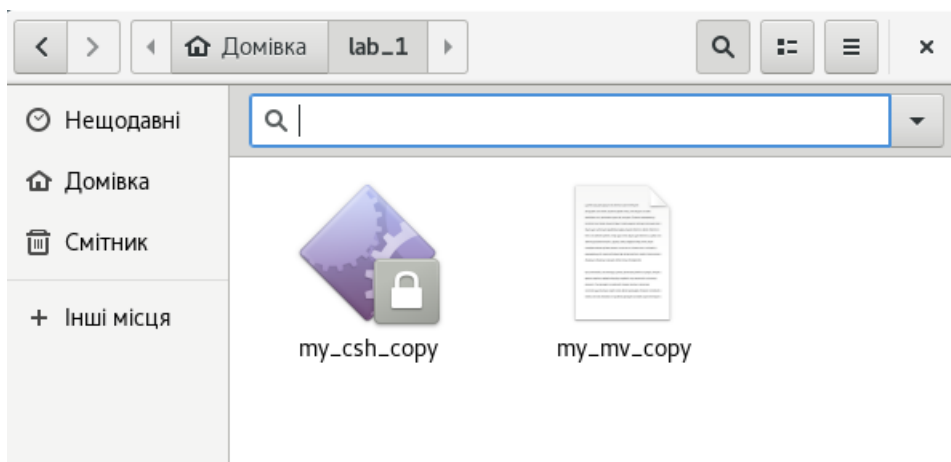 Домівка lab_1
Нещодавні
Домівка
Смітник
+ Інші місця
my_csh_copy
my_mv_copy